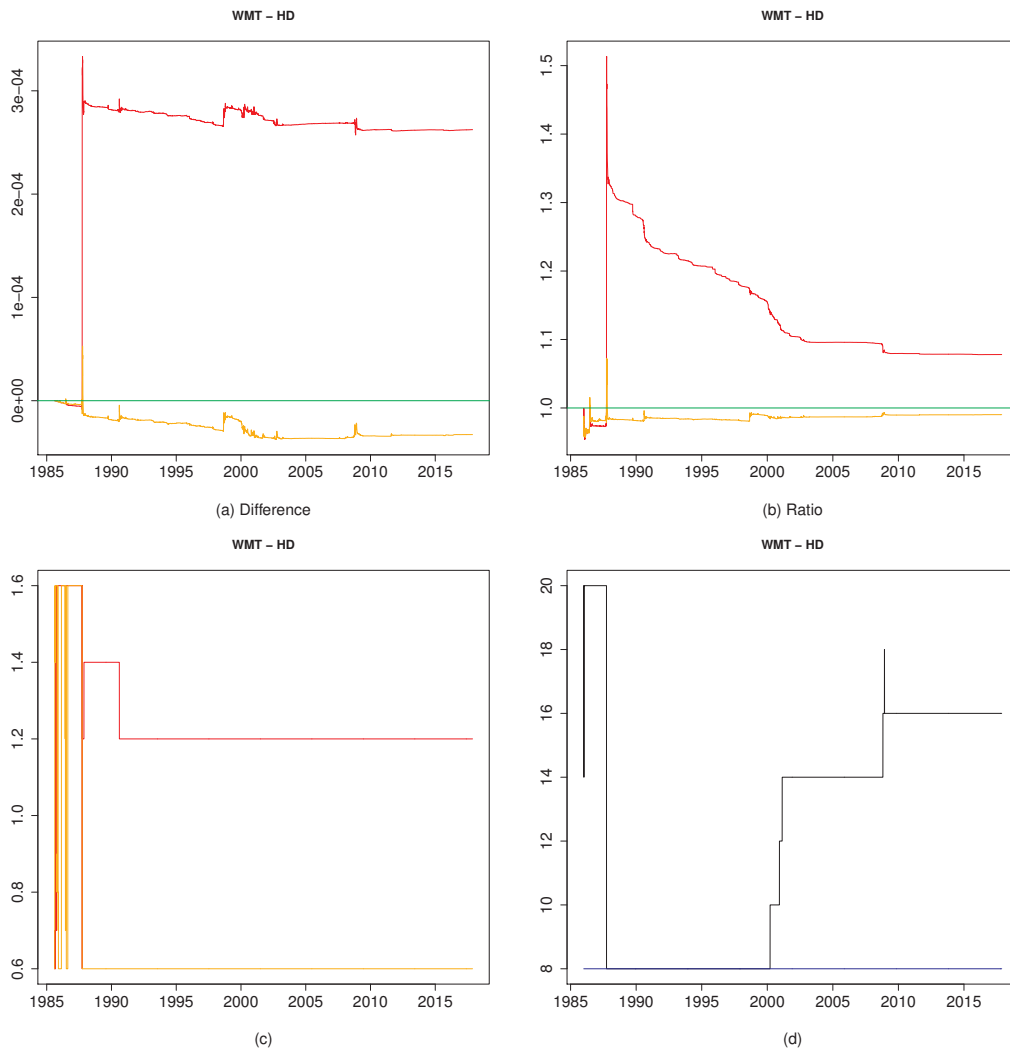 WMT – HD
3e−04
2e−04
1e−04
0e+00
1985 1990 1995 2000 2005 2010 2015
(a) Difference
WMT – HD
1.5
1.4
1.3
1.2
1.1
1.0
1985 1990 1995 2000 2005 2010 2015
(b) Ratio
WMT – HD
1.6
1.4
1.2
1.0
0.8
0.6
1985 1990 1995 2000 2005 2010 2015
(c)
WMT – HD
20
18
16
14
12
10
8
1985 1990 1995 2000 2005 2010 2015
(d)